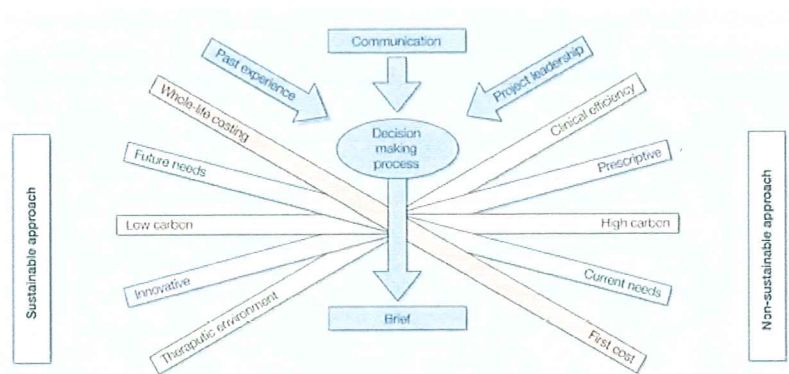 Communication
Past experience
Project leadership
Whole-life costing
Clinical efficiency
Decision
making
process
Future needs
Prescriptive
Low carbon
High carbon
Innovative
Current needs
Theraputic environment
First cost
Brief
Sustainable approach
Non-sustainable approach